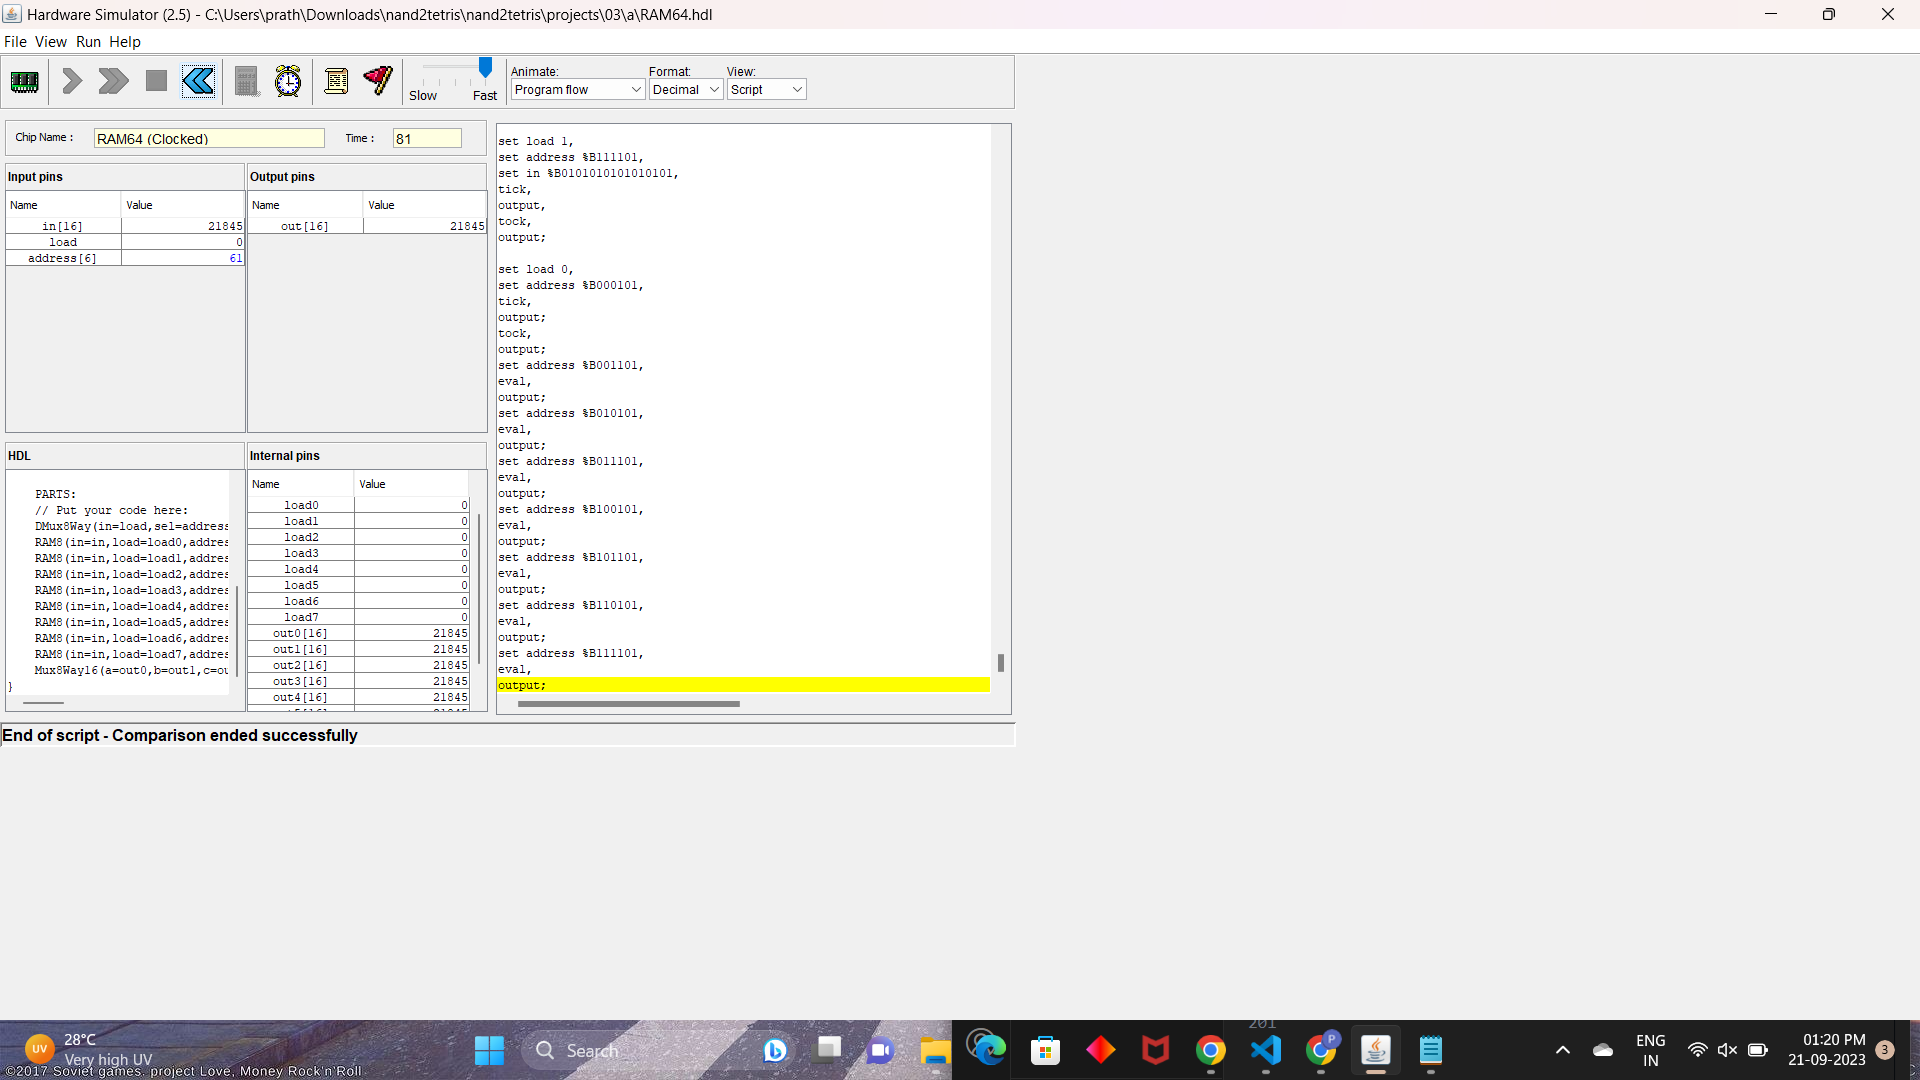 Hardware Simulator (2.5) - C:\Users\prath\Downloads\nand2tetris\nand2tetris\projects\03\a\RAM64.hdl
File View Run Help
Slow Fast
Animate: Format: View:
Program flow Decimal Script
Chip Name : RAM64 (Clocked) Time : 81
Input pins
Name Value
in[16] 21845
load 0
address[6] 61
Output pins
Name Value
out[16] 21845
HDL
PARTS:
// Put your code here:
DMux8Way(in=load,sel=address
RAM8(in=in,load=load0,addres
RAM8(in=in,load=load1,addres
RAM8(in=in,load=load2,addres
RAM8(in=in,load=load3,addres
RAM8(in=in,load=load4,addres
RAM8(in=in,load=load5,addres
RAM8(in=in,load=load6,addres
RAM8(in=in,load=load7,addres
Mux8Way16(a=out0,b=out1,c=ou
}
Internal pins
Name Value
load0 0
load1 0
load2 0
load3 0
load4 0
load5 0
load6 0
load7 0
out0[16] 21845
out1[16] 21845
out2[16] 21845
out3[16] 21845
out4[16] 21845
set load 1,
set address %B111101,
set in %B0101010101010101,
tick,
output,
tock,
output;
set load 0,
set address %B000101,
tick,
output;
tock,
output;
set address %B001101,
eval,
output;
set address %B010101,
eval,
output;
set address %B011101,
eval,
output;
set address %B100101,
eval,
output;
set address %B101101,
eval,
output;
set address %B110101,
eval,
output;
set address %B111101,
eval,
output;
End of script - Comparison ended successfully
UV
28°C
Very high UV
©2017 Soviet games, project Love, Money Rock'n'Roll
Search
P
ENG
IN
01:20 PM
21-09-2023
3